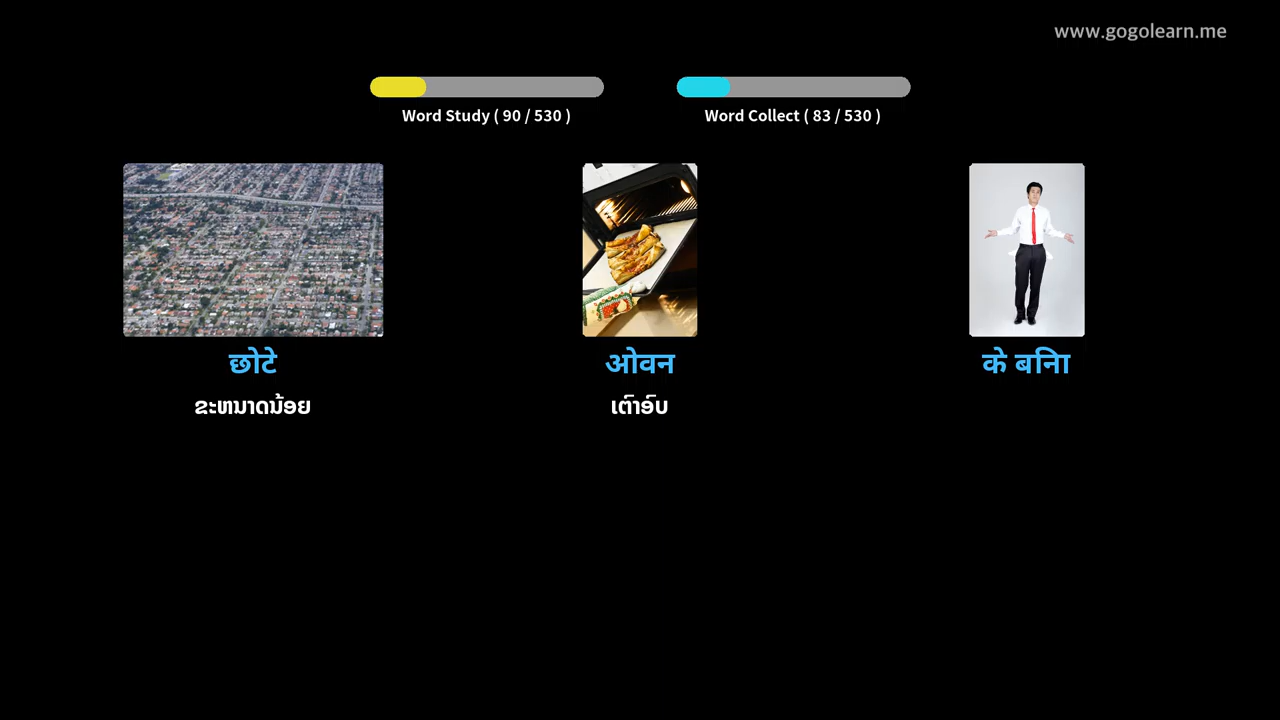 www.gogolearn.me
Word Study ( 90 / 530 )
Word Collect ( 83 / 530 )
छोटे
ओवन
के बिना
ຂະຫນາດນ້ອຍ
ເຕົາອົບ